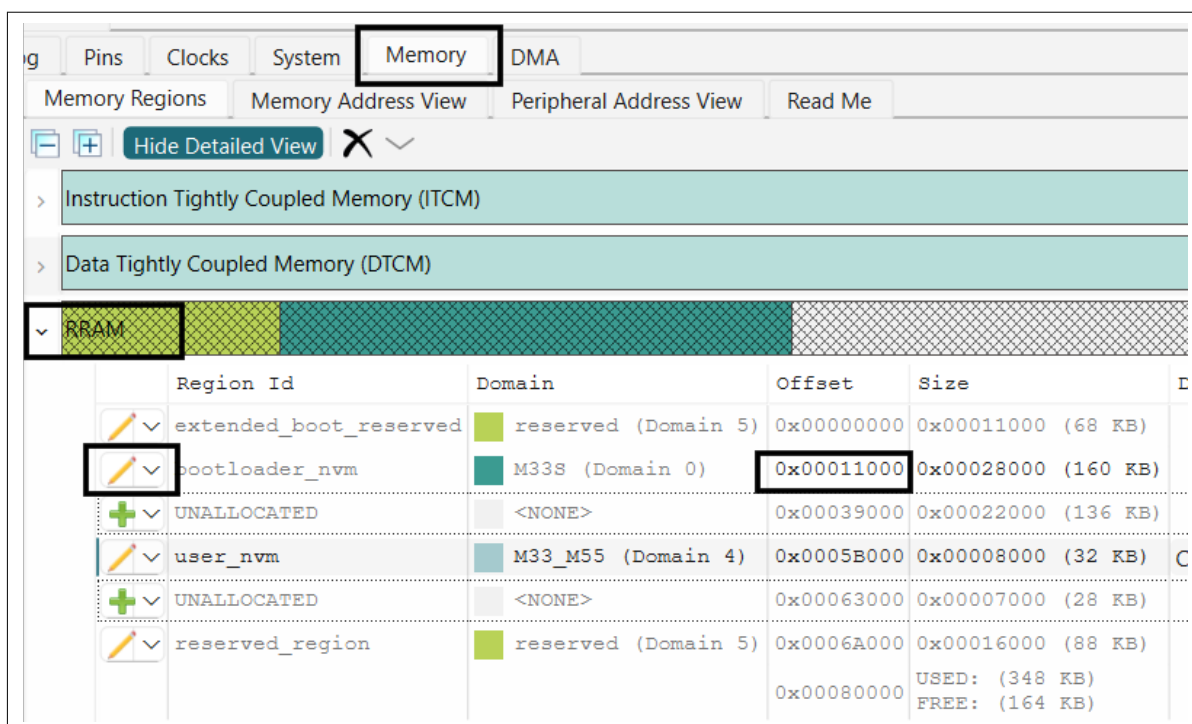 og Pins Clocks System Memory DMA
Memory Regions Memory Address View Peripheral Address View Read Me
Hide Detailed View
Instruction Tightly Coupled Memory (ITCM)
Data Tightly Coupled Memory (DTCM)
RRAM
Region Id Domain Offset Size D
extended_boot_reserved reserved (Domain 5) 0x00000000 0x00011000 (68 KB)
bootloader_nvm M33S (Domain 0) 0x00011000 0x00028000 (160 KB)
UNALLOCATED <NONE> 0x00039000 0x00022000 (136 KB)
user_nvm M33_M55 (Domain 4) 0x0005B000 0x00008000 (32 KB) C
UNALLOCATED <NONE> 0x00063000 0x00007000 (28 KB)
reserved_region reserved (Domain 5) 0x0006A000 0x00016000 (88 KB)
0x00080000 USED: (348 KB)
FREE: (164 KB)